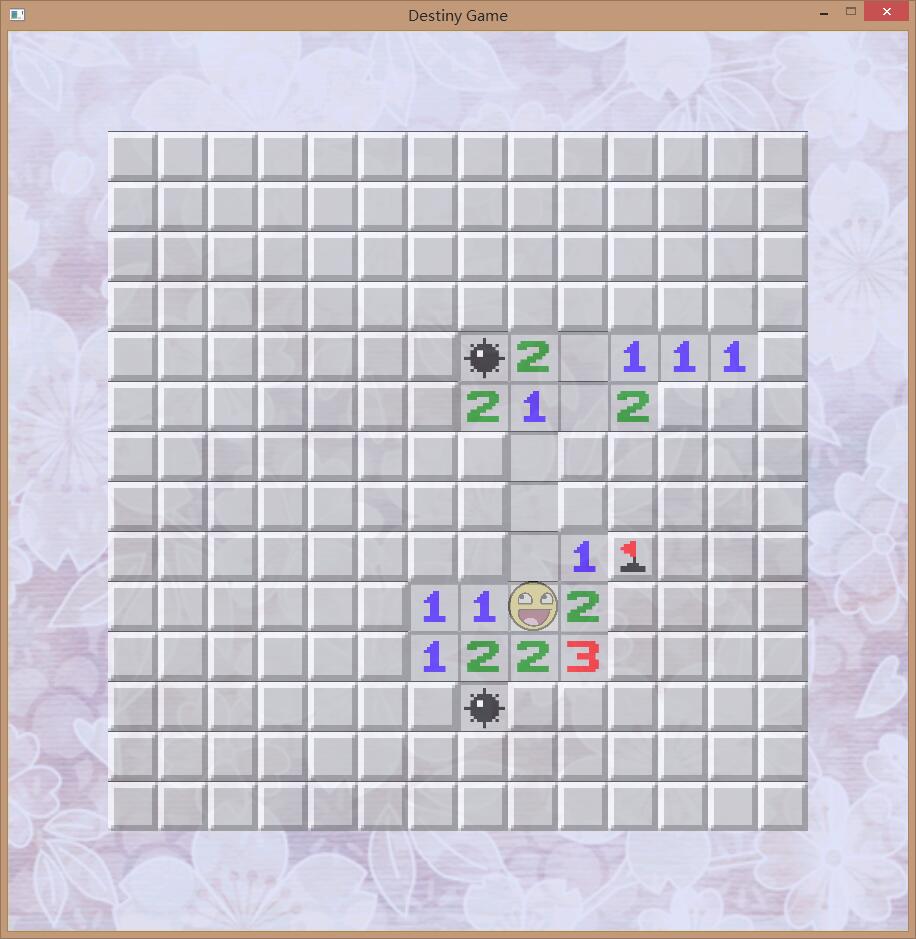 Destiny Game
2 1 1 1
2 1 2
1
1 1 2
1 2 2 3